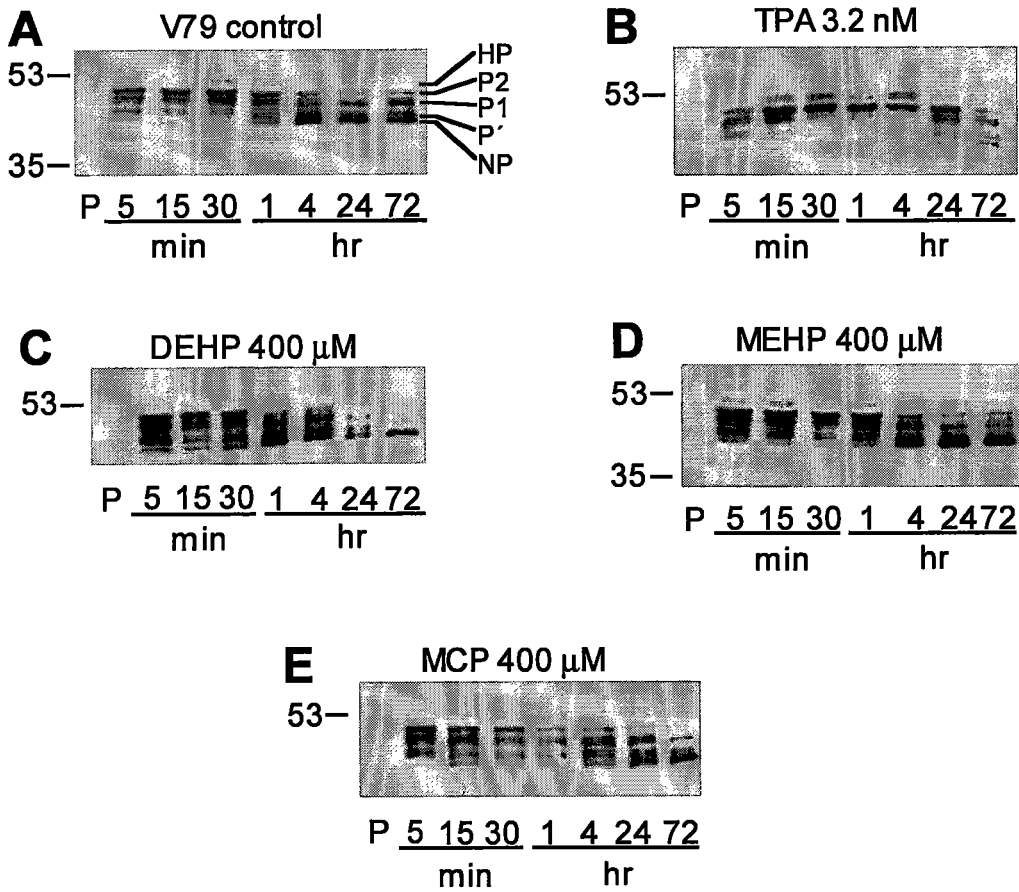 A
V79 control
53
35
HP
P2
P1
P´
NP
P 5 15 30 1 4 24 72
min hr
B
TPA 3.2 nM
53
P 5 15 30 1 4 24 72
min hr
C
DEHP 400 µM
53
P 5 15 30 1 4 24 72
min hr
D
MEHP 400 µM
53
35
P 5 15 30 1 4 24 72
min hr
E
MCP 400 µM
53
P 5 15 30 1 4 24 72
min hr